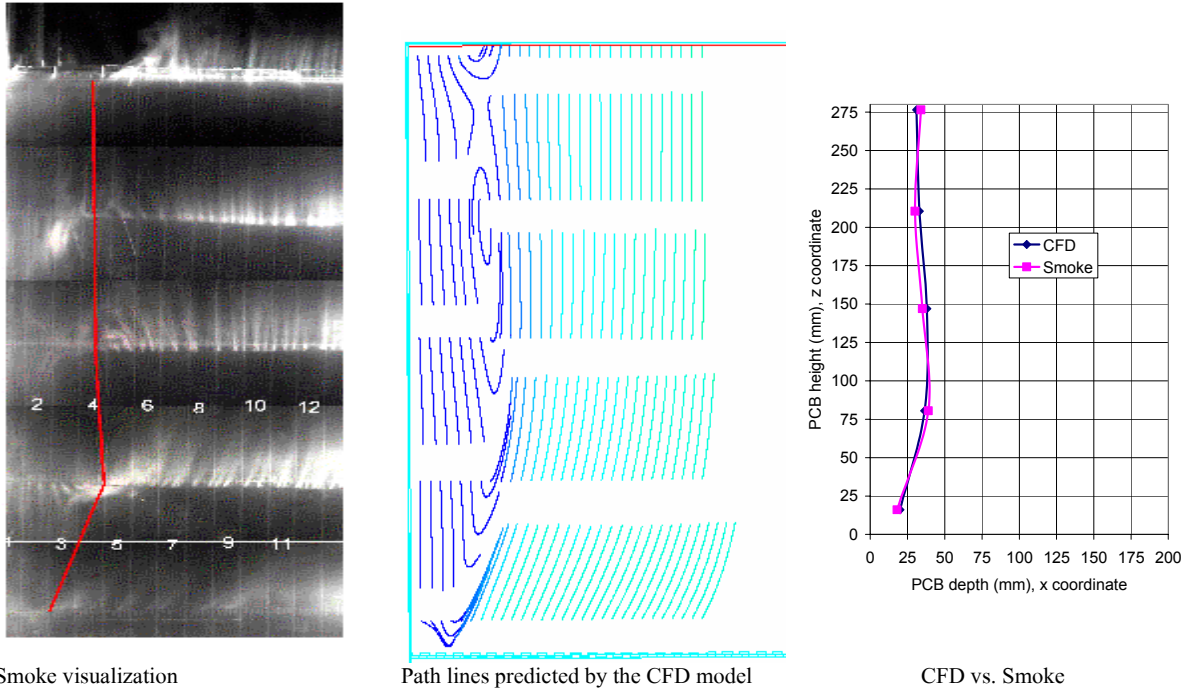 2 4 6 8 10 12
1 3 5 7 9 11
275
250
225
200
175
150
125
100
75
50
25
0
0 25 50 75 100 125 150 175 200
PCB height (mm), z coordinate
PCB depth (mm), x coordinate
CFD
Smoke
Smoke visualization
Path lines predicted by the CFD model
CFD vs. Smoke